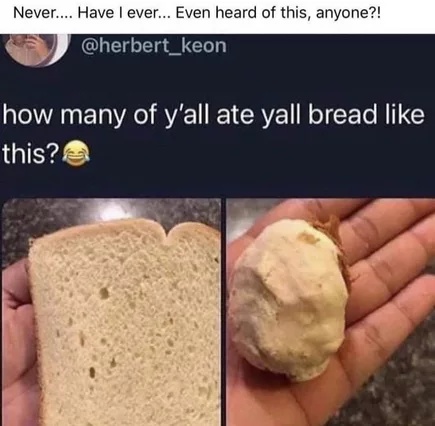 Never.... Have I ever... Even heard of this, anyone?!
@herbert_keon
how many of y'all ate yall bread like
this?😂